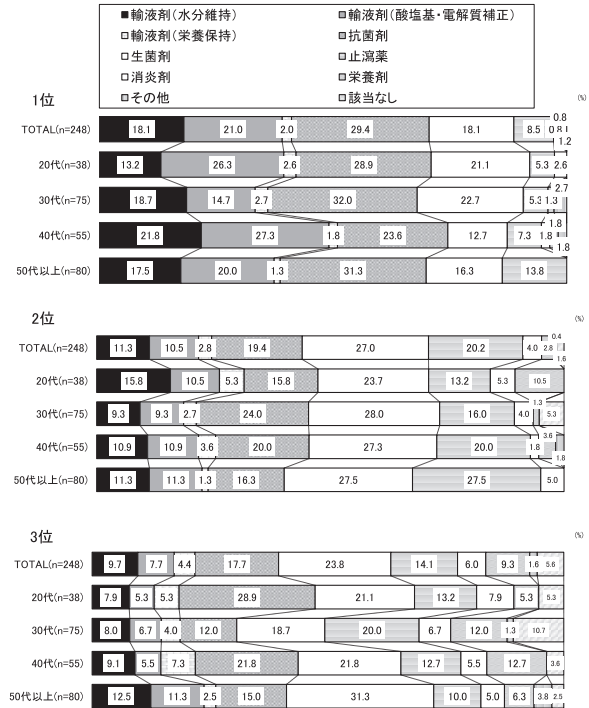 ■輸液剤(水分維持) ■輸液剤(酸塩基・電解質補正)
□輸液剤(栄養保持) ■抗菌剤
□生菌剤 □止瀉薬
□消炎剤 □栄養剤
□その他 □該当なし
1位
(%)
0.8
TOTAL(n=248) 18.1 21.0 2.0 29.4 18.1 8.5 0.8
1.2
20代(n=38) 13.2 26.3 2.6 28.9 21.1 5.3 2.6
2.7
30代(n=75) 18.7 14.7 2.7 32.0 22.7 5.3 1.3
1.8
40代(n=55) 21.8 27.3 1.8 23.6 12.7 7.3 1.8
1.8
50代以上(n=80) 17.5 20.0 1.3 31.3 16.3 13.8
2位
(%)
0.4
TOTAL(n=248) 11.3 10.5 2.8 19.4 27.0 20.2 4.0 2.8
1.6
20代(n=38) 15.8 10.5 5.3 15.8 23.7 13.2 5.3 10.5
1.3
30代(n=75) 9.3 9.3 2.7 24.0 28.0 16.0 4.0 5.3
3.6
40代(n=55) 10.9 10.9 3.6 20.0 27.3 20.0 1.8
1.8
50代以上(n=80) 11.3 11.3 1.3 16.3 27.5 27.5 5.0
3位
(%)
TOTAL(n=248) 9.7 7.7 4.4 17.7 23.8 14.1 6.0 9.3 1.6 5.6
20代(n=38) 7.9 5.3 5.3 28.9 21.1 13.2 7.9 5.3 5.3
30代(n=75) 8.0 6.7 4.0 12.0 18.7 20.0 6.7 12.0 1.3 10.7
40代(n=55) 9.1 5.5 7.3 21.8 21.8 12.7 5.5 12.7 3.6
50代以上(n=80) 12.5 11.3 2.5 15.0 31.3 10.0 5.0 6.3 3.8 2.5